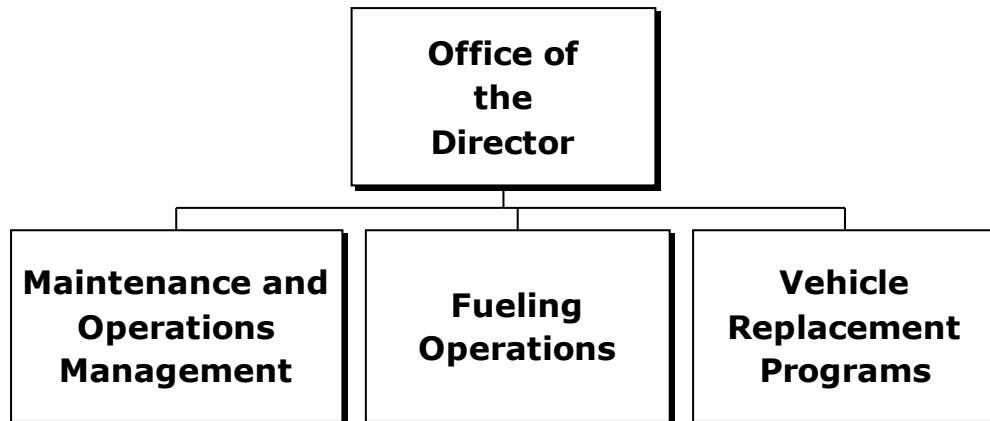 Office of
the
Director
Maintenance and
Operations
Management
Fueling
Operations
Vehicle
Replacement
Programs